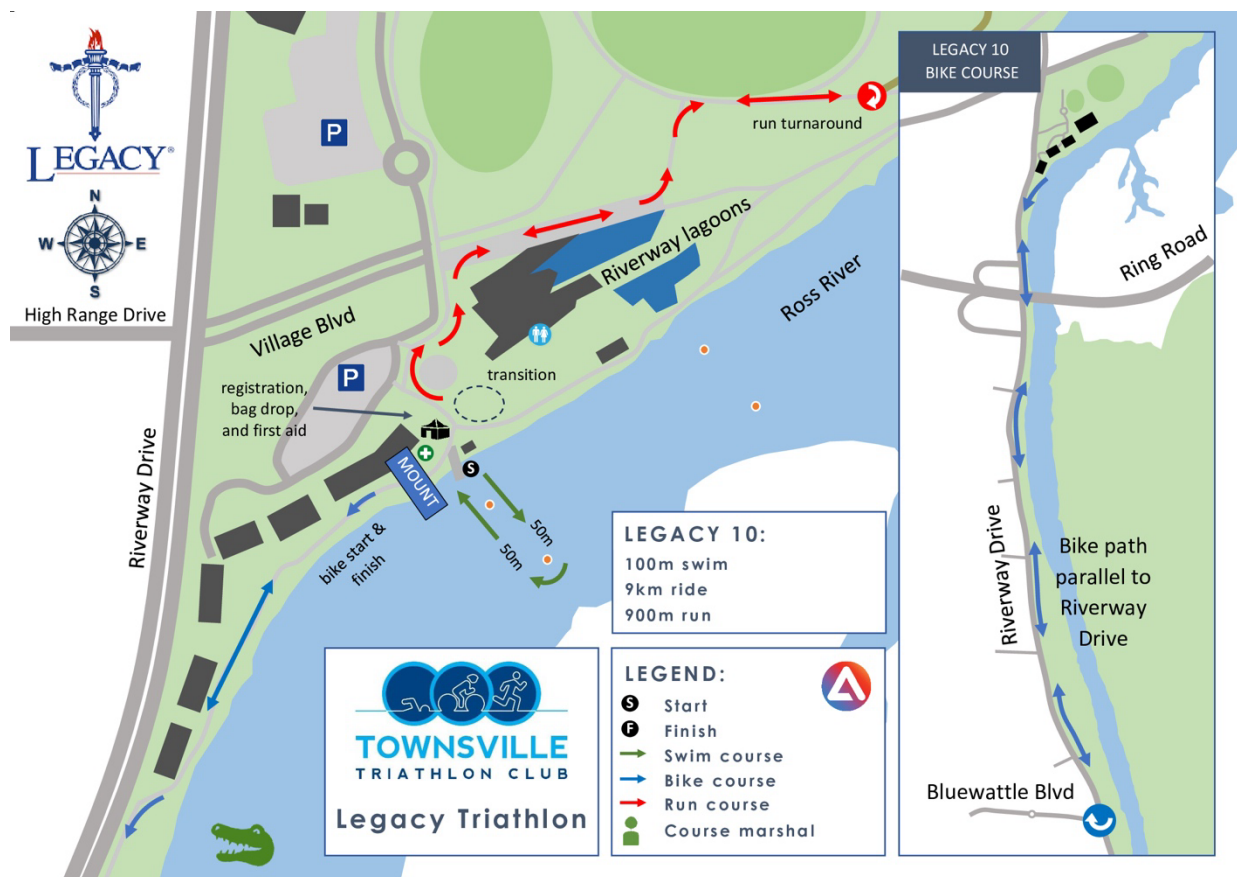 LEGACY®
N
W
E
S
High Range Drive
P
run turnaround
Village Blvd
Riverway lagoons
Ross River
P
transition
registration,
bag drop,
and first aid
MOUNT
S
50m
50m
bike start &
finish
Riverway Drive
LEGACY 10:
100m swim
9km ride
900m run
TOWNSVILLE
TRIATHLON CLUB
Legacy Triathlon
LEGEND:
S Start
F Finish
Swim course
Bike course
Run course
Course marshal
LEGACY 10
BIKE COURSE
Ring Road
Riverway Drive
Bike path
parallel to
Riverway
Drive
Bluewattle Blvd